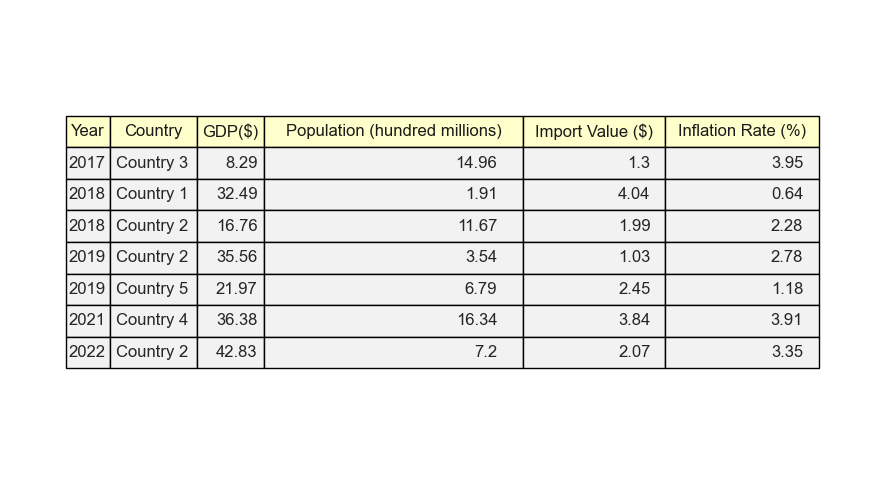 Year Country GDP($) Population (hundred millions) Import Value ($) Inflation Rate (%)
2017 Country 3 8.29 14.96 1.3 3.95
2018 Country 1 32.49 1.91 4.04 0.64
2018 Country 2 16.76 11.67 1.99 2.28
2019 Country 2 35.56 3.54 1.03 2.78
2019 Country 5 21.97 6.79 2.45 1.18
2021 Country 4 36.38 16.34 3.84 3.91
2022 Country 2 42.83 7.2 2.07 3.35